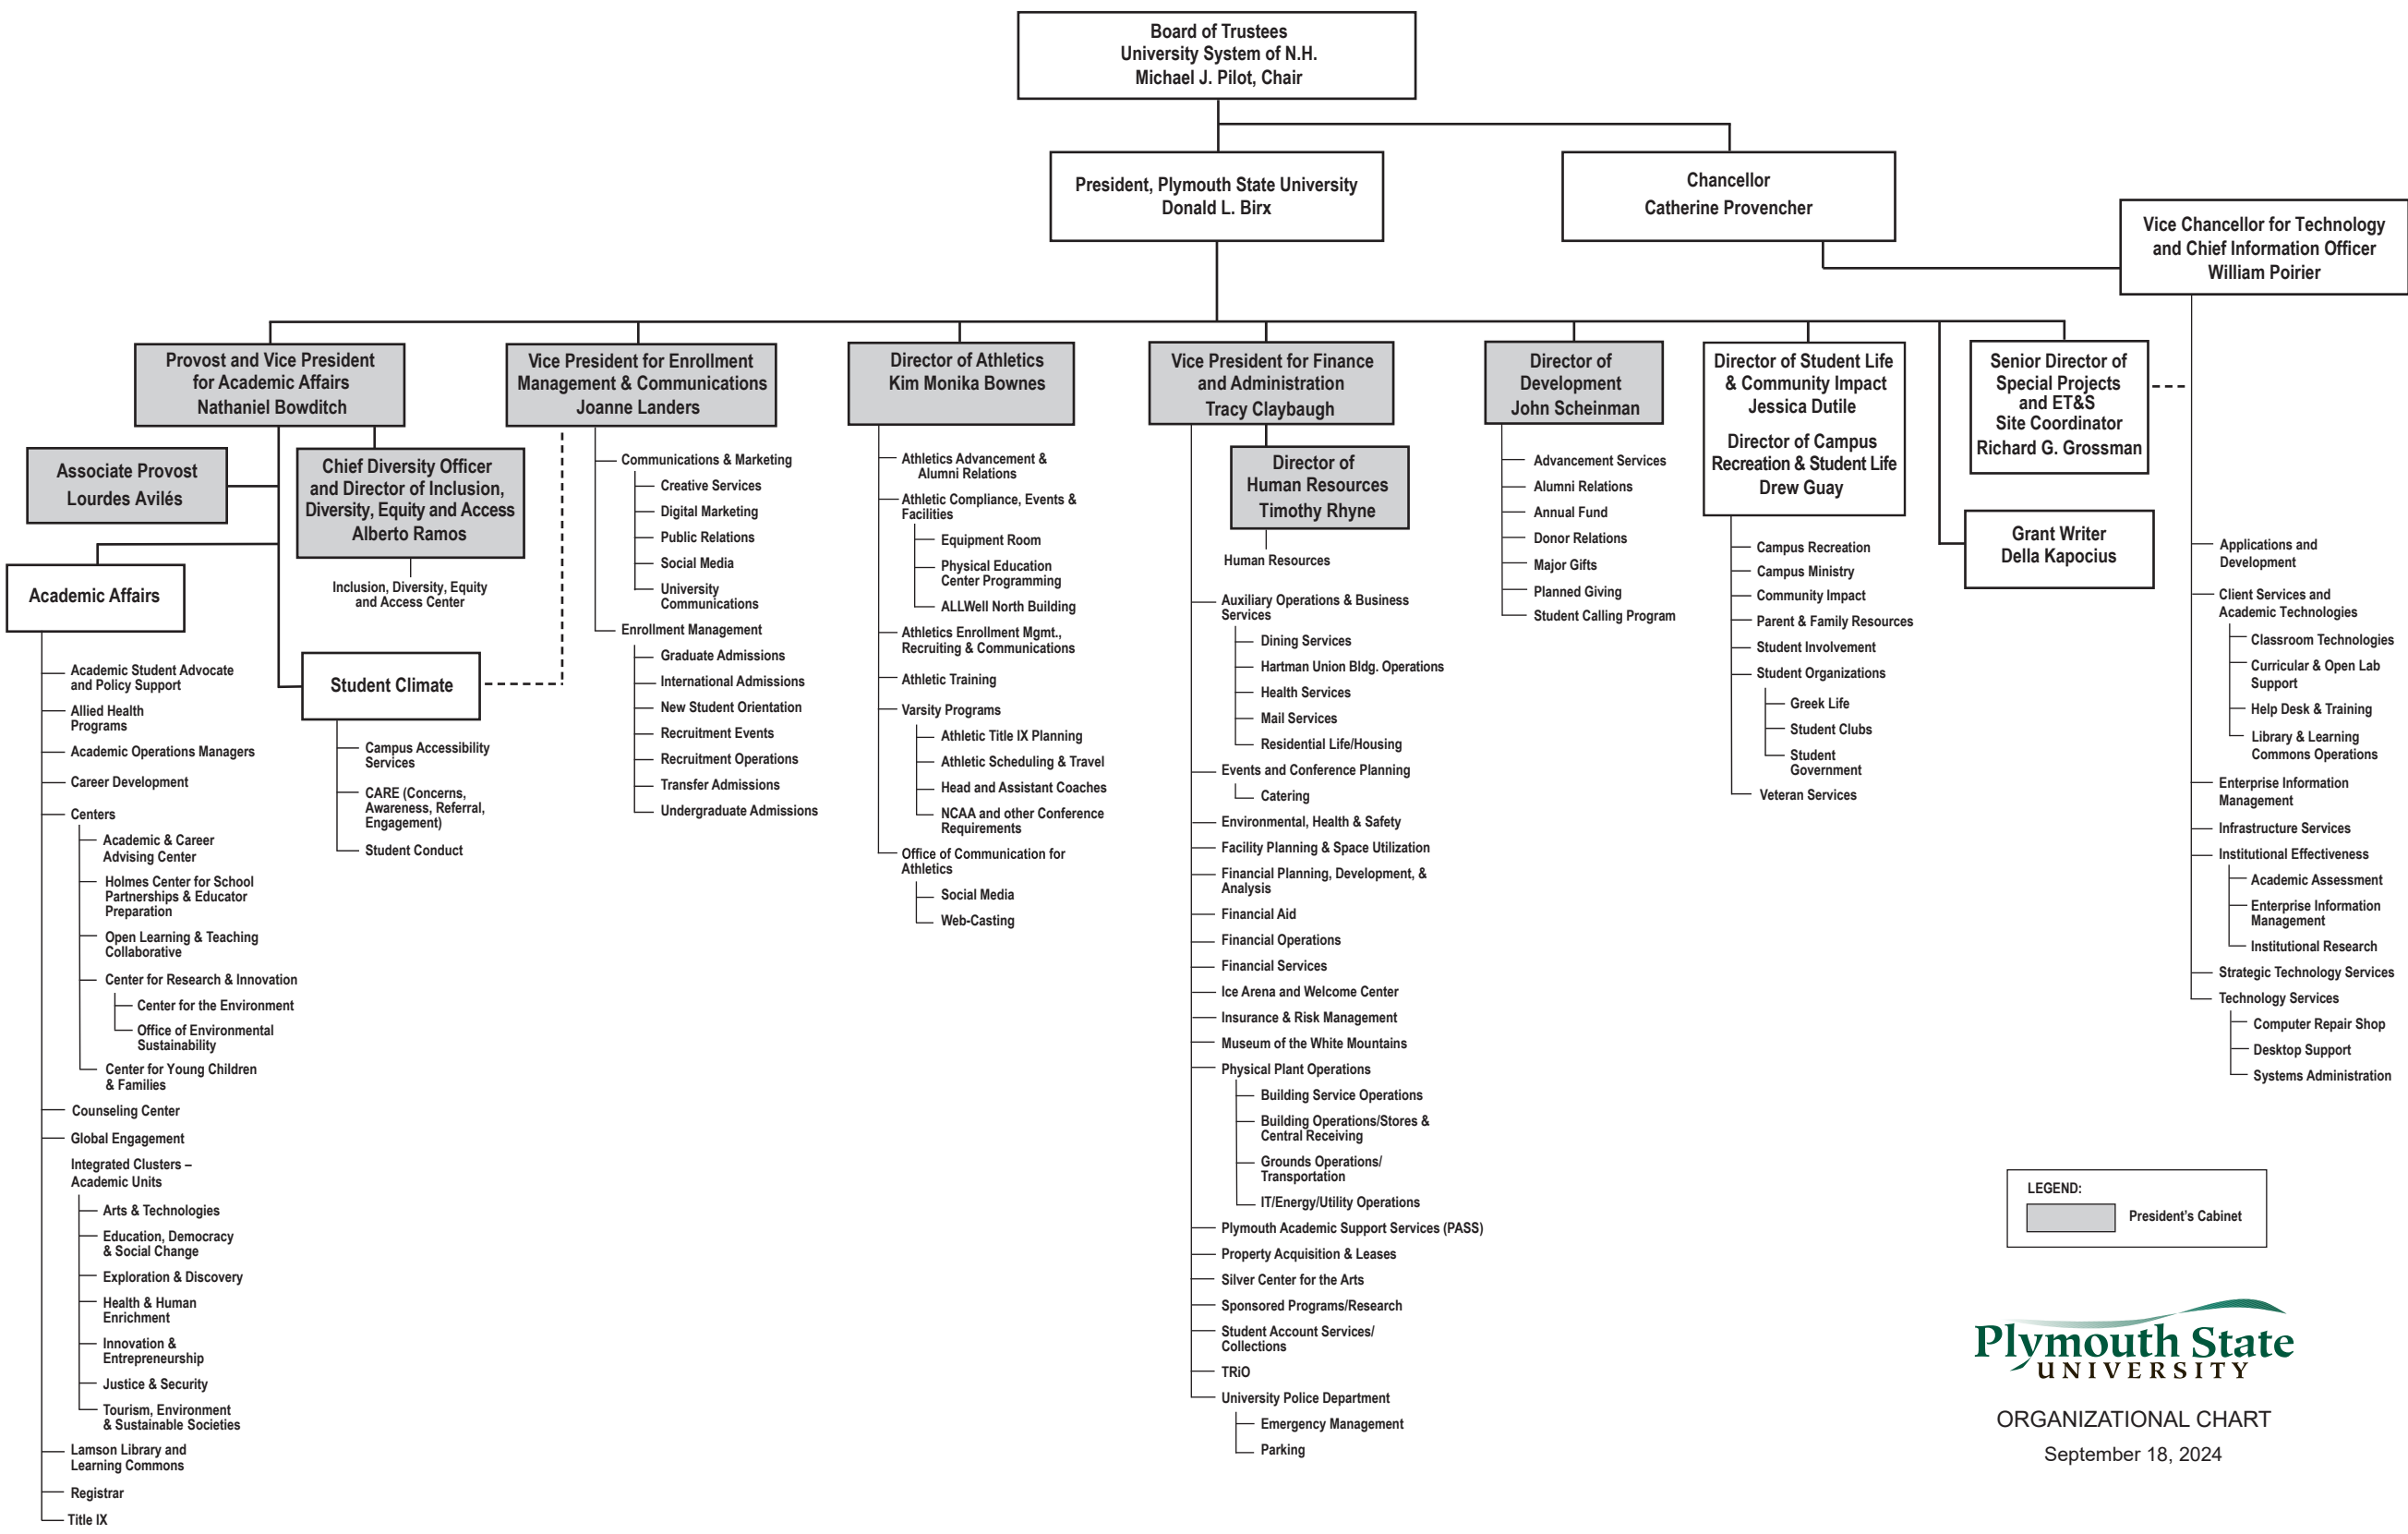 Board of Trustees
University System of N.H.
Michael J. Pilot, Chair
President, Plymouth State University
Donald L. Birx
Chancellor
Catherine Provencher
Vice Chancellor for Technology
and Chief Information Officer
William Poirier
Provost and Vice President
for Academic Affairs
Nathaniel Bowditch
Vice President for Enrollment
Management & Communications
Joanne Landers
Director of Athletics
Kim Monika Bownes
Vice President for Finance
and Administration
Tracy Claybaugh
Director of
Development
John Scheinman
Director of Student Life
& Community Impact
Jessica Dutile
Director of Campus
Recreation & Student Life
Drew Guay
Senior Director of
Special Projects
and ET&S
Site Coordinator
Richard G. Grossman
Associate Provost
Lourdes Avilés
Chief Diversity Officer
and Director of Inclusion,
Diversity, Equity and Access
Alberto Ramos
Inclusion, Diversity, Equity
and Access Center
Director of
Human Resources
Timothy Rhyne
Human Resources
Grant Writer
Della Kapocius
Academic Affairs
Academic Student Advocate
and Policy Support
Allied Health
Programs
Academic Operations Managers
Career Development
Centers
Academic & Career
Advising Center
Holmes Center for School
Partnerships & Educator
Preparation
Open Learning & Teaching
Collaborative
Center for Research & Innovation
Center for the Environment
Office of Environmental
Sustainability
Center for Young Children
& Families
Counseling Center
Global Engagement
Integrated Clusters –
Academic Units
Arts & Technologies
Education, Democracy
& Social Change
Exploration & Discovery
Health & Human
Enrichment
Innovation &
Entrepreneurship
Justice & Security
Tourism, Environment
& Sustainable Societies
Lamson Library and
Learning Commons
Registrar
Title IX
Student Climate
Campus Accessibility
Services
CARE (Concerns,
Awareness, Referral,
Engagement)
Student Conduct
Communications & Marketing
Creative Services
Digital Marketing
Public Relations
Social Media
University
Communications
Enrollment Management
Graduate Admissions
International Admissions
New Student Orientation
Recruitment Events
Recruitment Operations
Transfer Admissions
Undergraduate Admissions
Athletics Advancement &
Alumni Relations
Athletic Compliance, Events &
Facilities
Equipment Room
Physical Education
Center Programming
ALLWell North Building
Athletics Enrollment Mgmt.,
Recruiting & Communications
Athletic Training
Varsity Programs
Athletic Title IX Planning
Athletic Scheduling & Travel
Head and Assistant Coaches
NCAA and other Conference
Requirements
Office of Communication for
Athletics
Social Media
Web-Casting
Auxiliary Operations & Business
Services
Dining Services
Hartman Union Bldg. Operations
Health Services
Mail Services
Residential Life/Housing
Events and Conference Planning
Catering
Environmental, Health & Safety
Facility Planning & Space Utilization
Financial Planning, Development, &
Analysis
Financial Aid
Financial Operations
Financial Services
Ice Arena and Welcome Center
Insurance & Risk Management
Museum of the White Mountains
Physical Plant Operations
Building Service Operations
Building Operations/Stores &
Central Receiving
Grounds Operations/
Transportation
IT/Energy/Utility Operations
Plymouth Academic Support Services (PASS)
Property Acquisition & Leases
Silver Center for the Arts
Sponsored Programs/Research
Student Account Services/
Collections
TRiO
University Police Department
Emergency Management
Parking
Advancement Services
Alumni Relations
Annual Fund
Donor Relations
Major Gifts
Planned Giving
Student Calling Program
Campus Recreation
Campus Ministry
Community Impact
Parent & Family Resources
Student Involvement
Student Organizations
Greek Life
Student Clubs
Student
Government
Veteran Services
Applications and
Development
Client Services and
Academic Technologies
Classroom Technologies
Curricular & Open Lab
Support
Help Desk & Training
Library & Learning
Commons Operations
Enterprise Information
Management
Infrastructure Services
Institutional Effectiveness
Academic Assessment
Enterprise Information
Management
Institutional Research
Strategic Technology Services
Technology Services
Computer Repair Shop
Desktop Support
Systems Administration
LEGEND:
President's Cabinet
Plymouth State
UNIVERSITY
ORGANIZATIONAL CHART
September 18, 2024